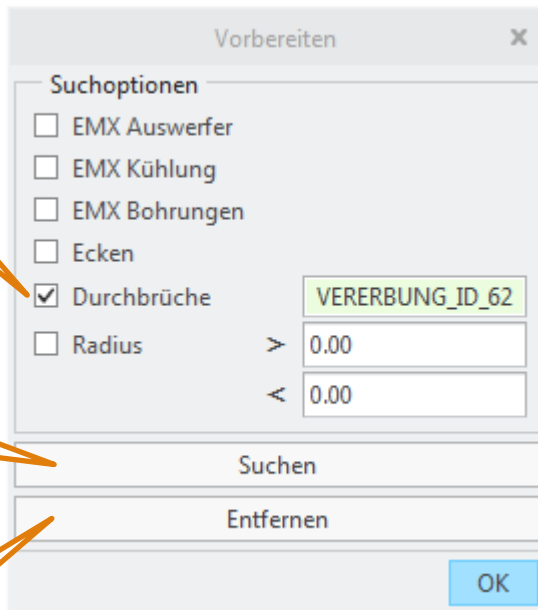 Vorbereiten
Suchoptionen
EMX Auswerfer
EMX Kühlung
EMX Bohrungen
Ecken
Durchbrüche VERERBUNG_ID_62
Radius > 0.00
< 0.00
Suchen
Entfernen
OK